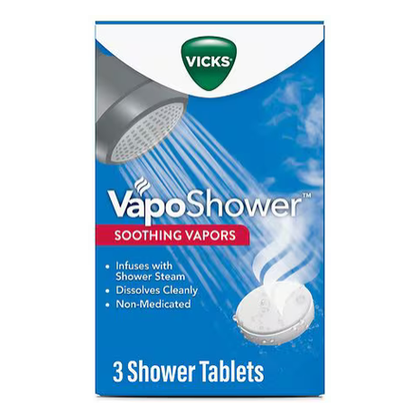 VICKS
VapoShower™
SOOTHING VAPORS
• Infuses with
Shower Steam
• Dissolves Cleanly
• Non-Medicated
3 Shower Tablets